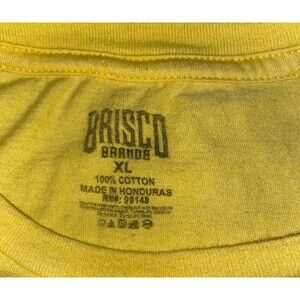 BRISCO
BRANDS
XL
100% COTTON
MADE IN HONDURAS
RN#: 99148